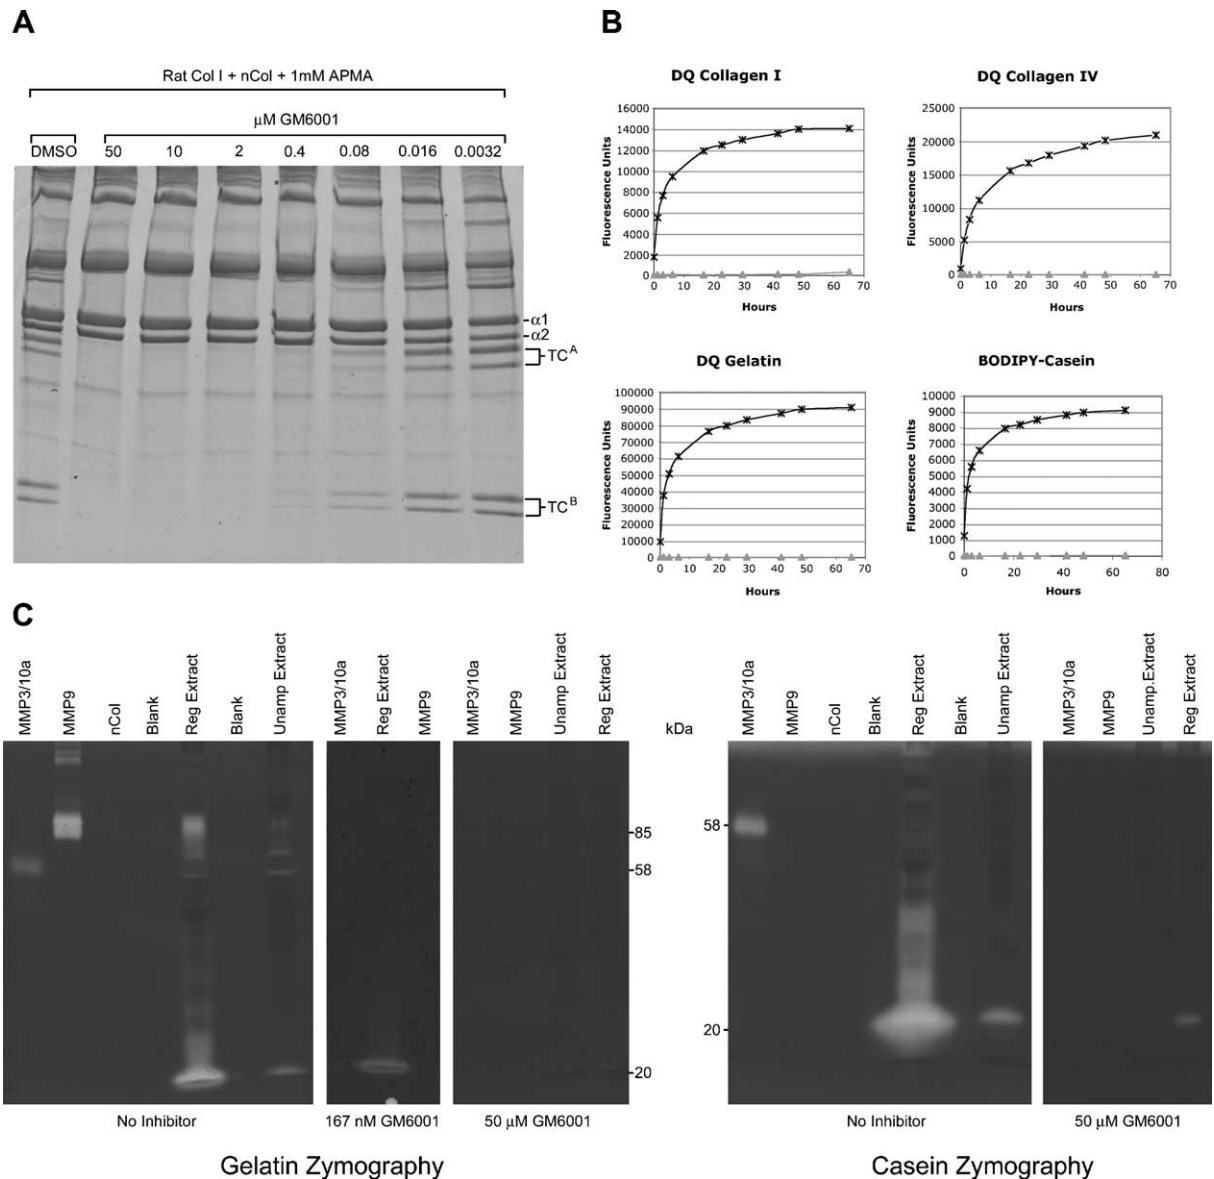 A
Rat Col I + nCol + 1mM APMA
μM GM6001
DMSO 50 10 2 0.4 0.08 0.016 0.0032
α1
α2
TC^A
TC^B
B
DQ Collagen I
Fluorescence Units
16000
14000
12000
10000
8000
6000
4000
2000
0
0 10 20 30 40 50 60 70
Hours
DQ Collagen IV
Fluorescence Units
25000
20000
15000
10000
5000
0
0 10 20 30 40 50 60 70
Hours
DQ Gelatin
Fluorescence Units
100000
90000
80000
70000
60000
50000
40000
30000
20000
10000
0
0 10 20 30 40 50 60 70
Hours
BODIPY-Casein
Fluorescence Units
10000
9000
8000
7000
6000
5000
4000
3000
2000
1000
0
0 20 40 60 80
Hours
C
MMP3/10a
MMP9
nCol
Blank
Reg Extract
Blank
Unamp Extract
MMP3/10a
Reg Extract
MMP9
MMP3/10a
MMP9
Unamp Extract
Reg Extract
kDa
85
58
20
No Inhibitor
167 nM GM6001
50 μM GM6001
Gelatin Zymography
MMP3/10a
MMP9
nCol
Blank
Reg Extract
Blank
Unamp Extract
MMP3/10a
MMP9
Unamp.Extract
Reg Extract
58
20
No Inhibitor
50 μM GM6001
Casein Zymography